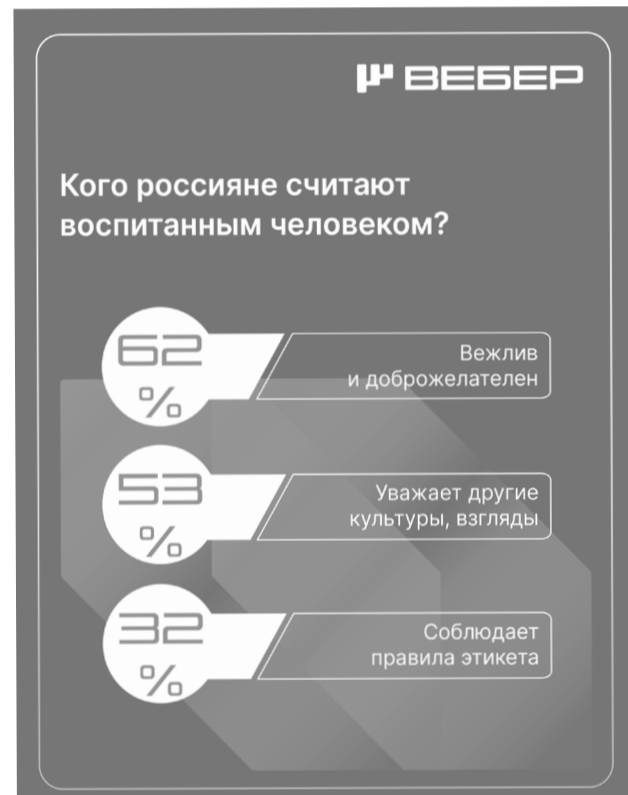 ВЕБЕР
Кого россияне считают
воспитанным человеком?
62
%
Вежлив
и доброжелателен
53
%
Уважает другие
культуры, взгляды
32
%
Соблюдает
правила этикета